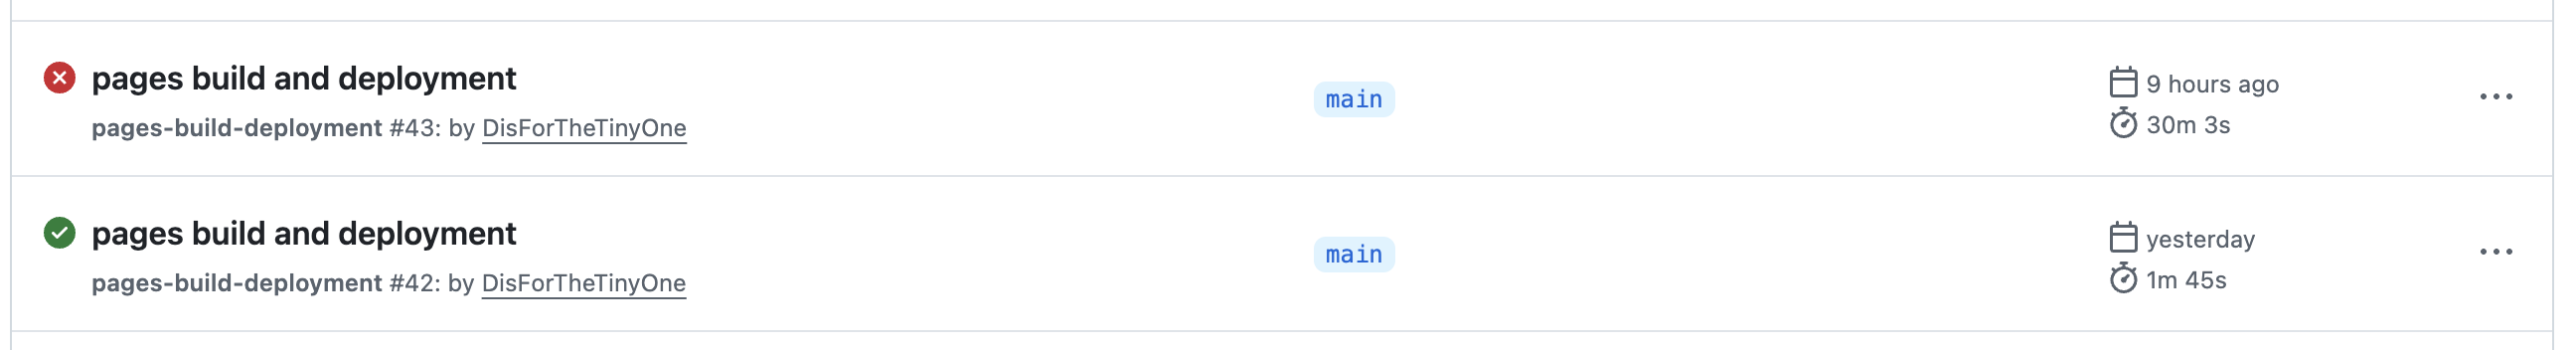 pages build and deployment
pages-build-deployment #43: by DisForTheTinyOne
main
9 hours ago
30m 3s
pages build and deployment
pages-build-deployment #42: by DisForTheTinyOne
main
yesterday
1m 45s